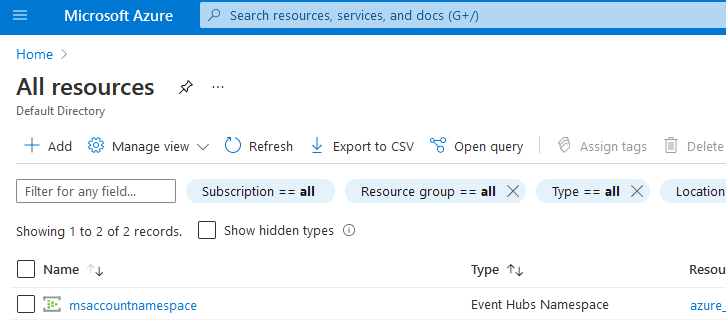 Microsoft Azure Search resources, services, and docs (G+/)
Home >
All resources ...
Default Directory
+ Add Manage view Refresh Export to CSV Open query Assign tags Delete
Filter for any field... Subscription == all Resource group == all Type == all Location
Showing 1 to 2 of 2 records. Show hidden types
Name ↑↓ Type ↑↓ Resou
msaccountnamespace Event Hubs Namespace azure_